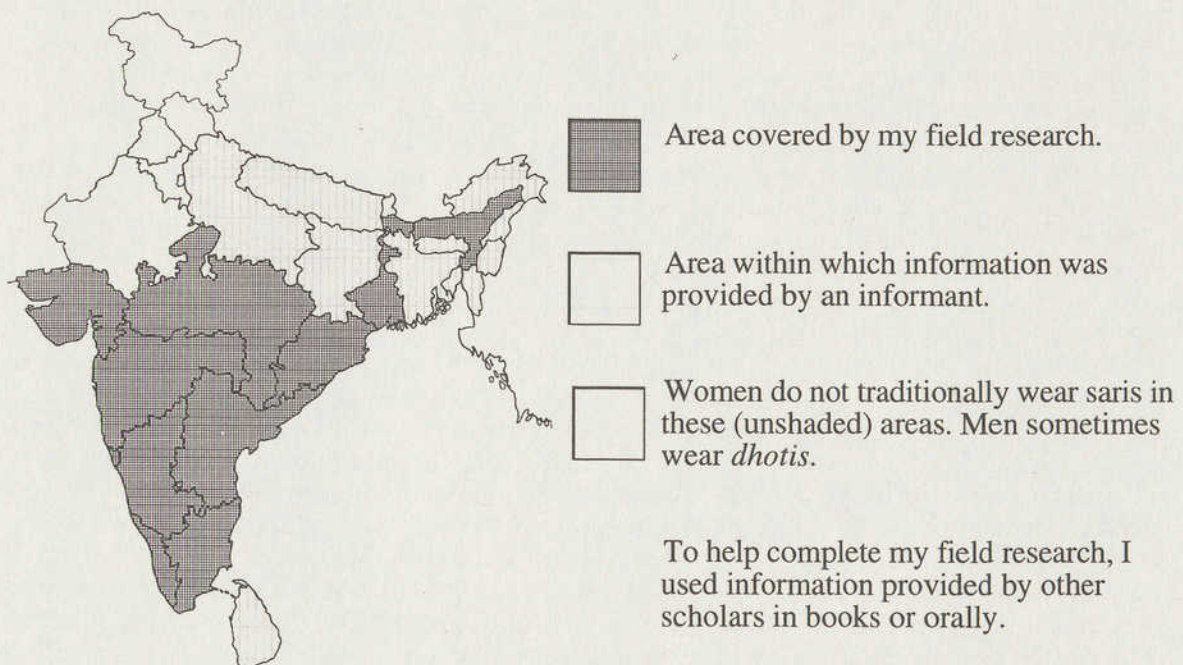 Area covered by my field research.
Area within which information was
provided by an informant.
Women do not traditionally wear saris in
these (unshaded) areas. Men sometimes
wear dhotis.
To help complete my field research, I
used information provided by other
scholars in books or orally.